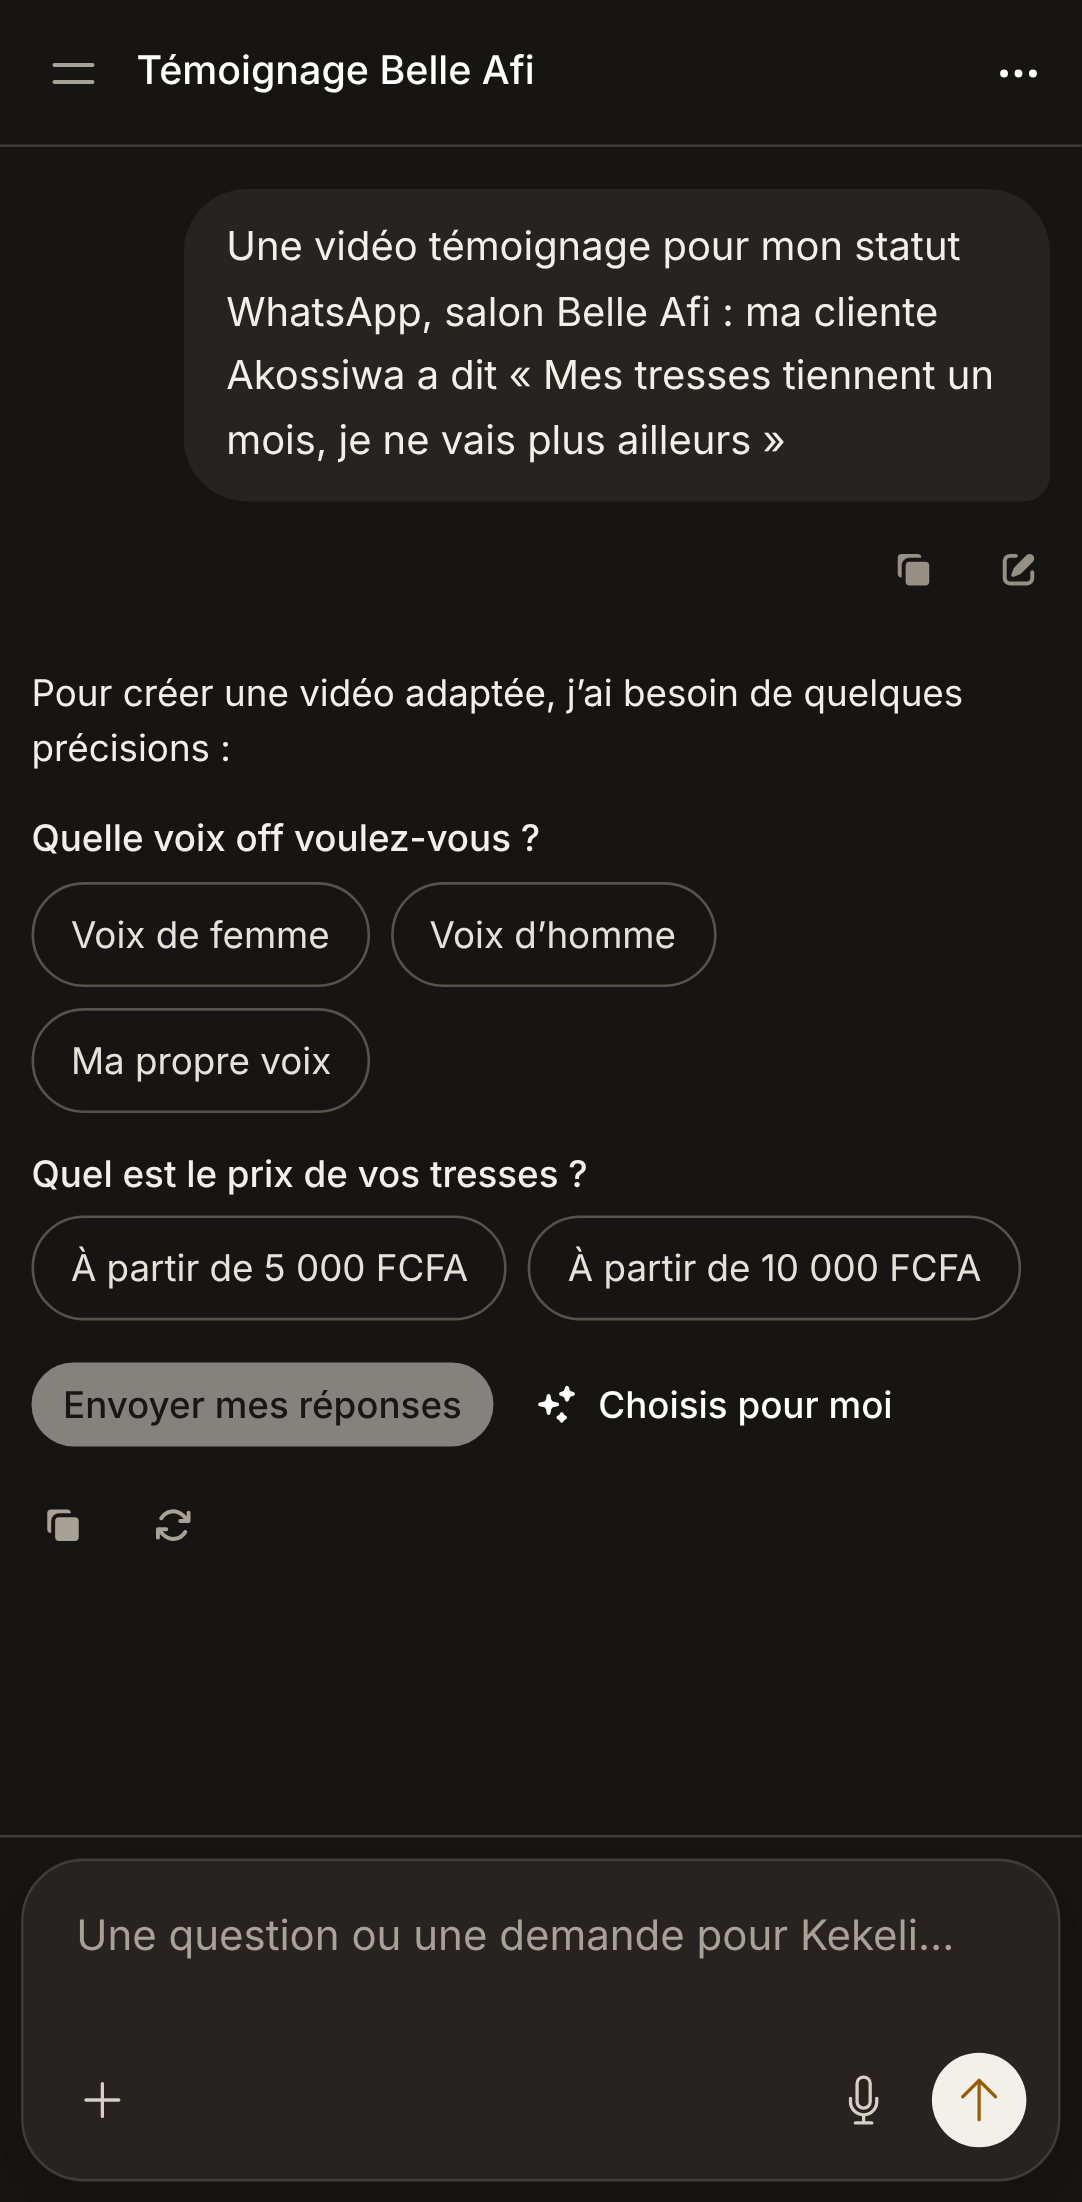 Témoignage Belle Afi
Une vidéo témoignage pour mon statut
WhatsApp, salon Belle Afi : ma cliente
Akossiwa a dit « Mes tresses tiennent un
mois, je ne vais plus ailleurs »
Pour créer une vidéo adaptée, j’ai besoin de quelques
précisions :
Quelle voix off voulez-vous ?
Voix de femme
Voix d’homme
Ma propre voix
Quel est le prix de vos tresses ?
À partir de 5 000 FCFA
À partir de 10 000 FCFA
Envoyer mes réponses
Choisis pour moi
Une question ou une demande pour Kekeli...